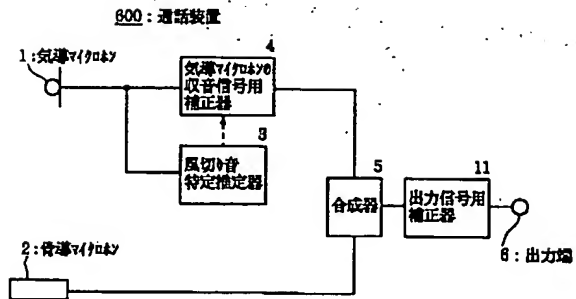 600：通話装置
1：気導マイクロホン
4
気導マイクロホンの
収音信号用
補正器
3
風切り音
特定推定器
5
合成器
11
出力信号用
補正器
6：出力端
2：骨導マイクロホン